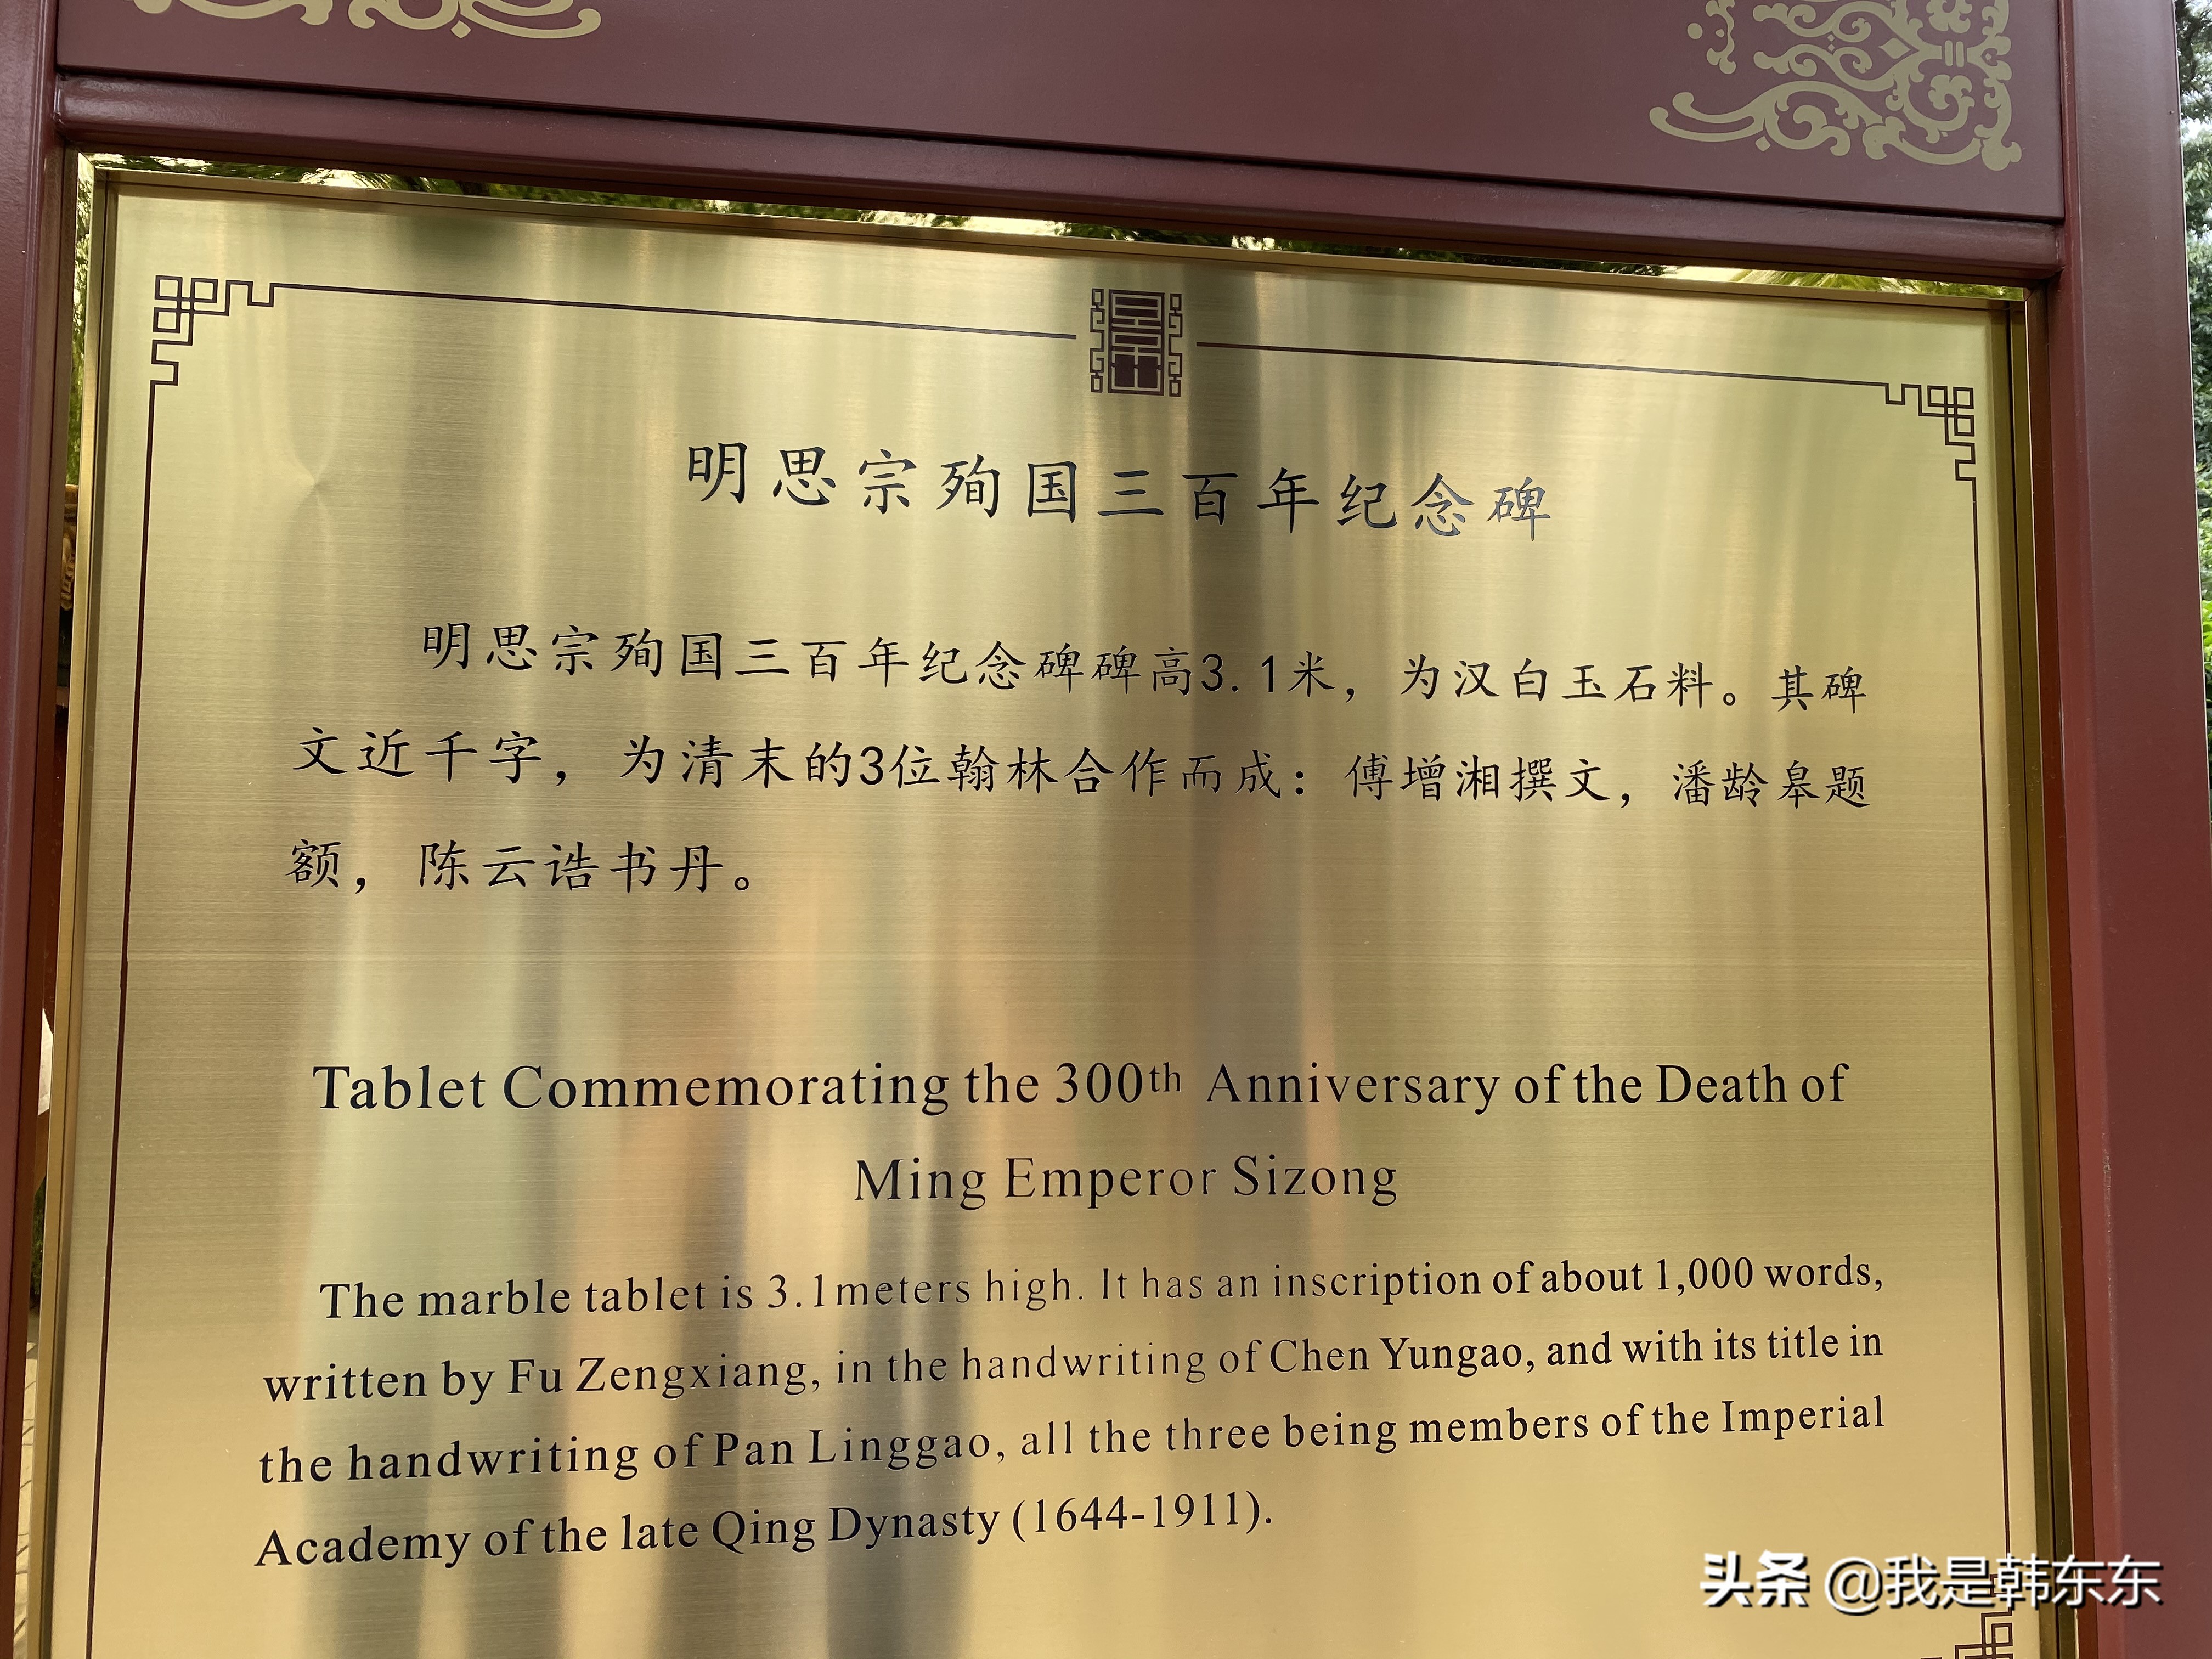 明思宗殉国三百年纪念碑
明思宗殉国三百年纪念碑碑高3.1米，为汉白玉石料。其碑
文近千字，为清末的3位翰林合作而成：傅增湘撰文，潘龄皋题
额，陈云诰书丹。
Tablet Commemorating the 300th Anniversary of the Death of
Ming Emperor Sizong
The marble tablet is 3.1meters high. It has an inscription of about 1,000 words,
written by Fu Zengxiang, in the handwriting of Chen Yungao, and with its title in
the handwriting of Pan Linggao, all the three being members of the Imperial
Academy of the late Qing Dynasty (1644-1911).
头条 @我是韩东东